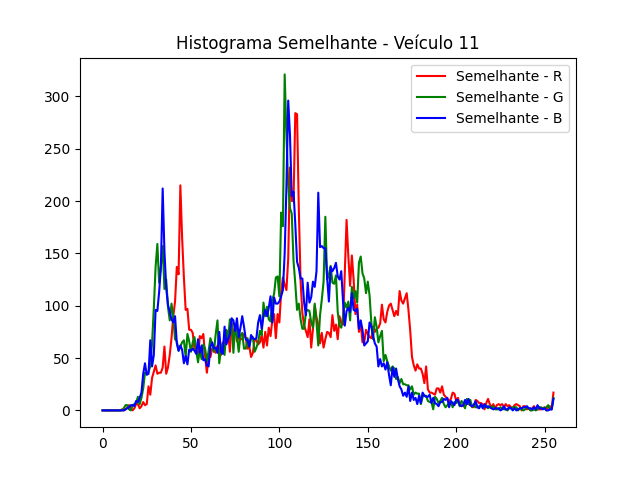 Histograma Semelhante - Veículo 11
Semelhante - R
Semelhante - G
Semelhante - B
300
250
200
150
100
50
0
0 50 100 150 200 250